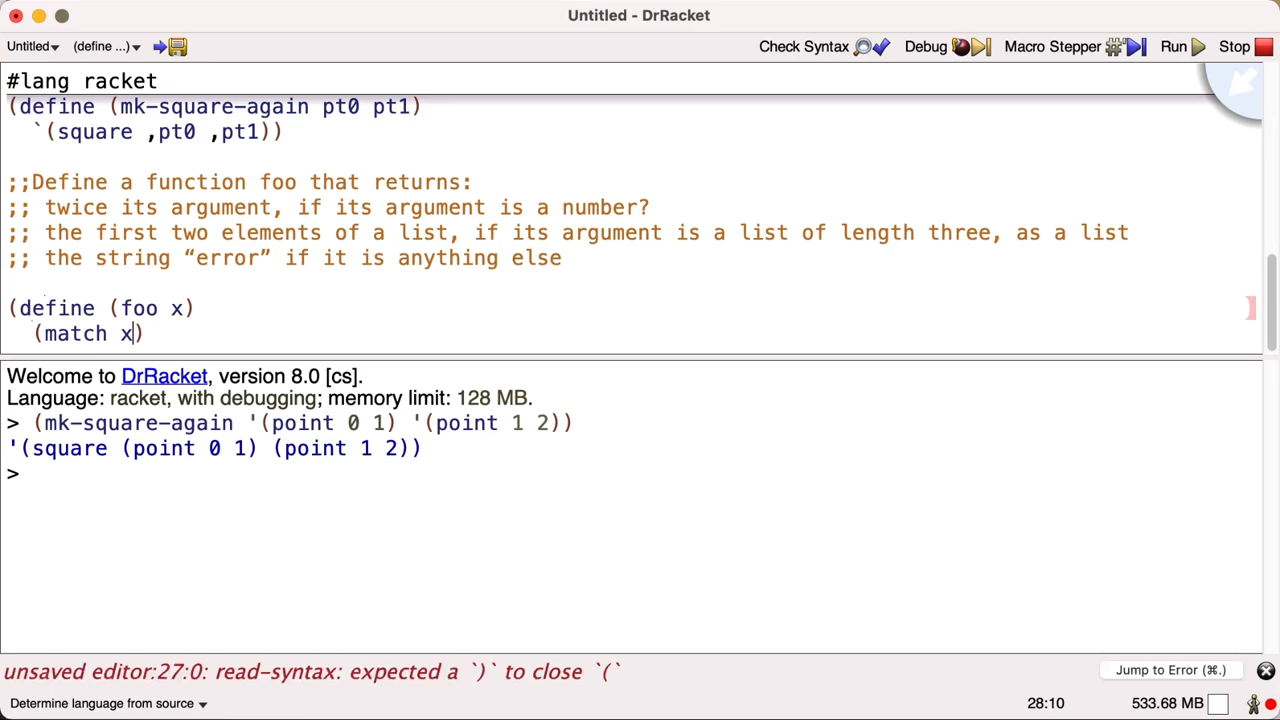 Untitled - DrRacket
Untitled (define ...) Check Syntax Debug Macro Stepper Run Stop
#lang racket
(define (mk-square-again pt0 pt1)
`(square ,pt0 ,pt1))
;;Define a function foo that returns:
;; twice its argument, if its argument is a number?
;; the first two elements of a list, if its argument is a list of length three, as a list
;; the string “error” if it is anything else
(define (foo x)
(match x)
Welcome to DrRacket, version 8.0 [cs].
Language: racket, with debugging; memory limit: 128 MB.
> (mk-square-again '(point 0 1) '(point 1 2))
'(square (point 0 1) (point 1 2))
>
unsaved editor:27:0: read-syntax: expected a `)` to close `(` Jump to Error (⌘.)
Determine language from source 28:10 533.68 MB